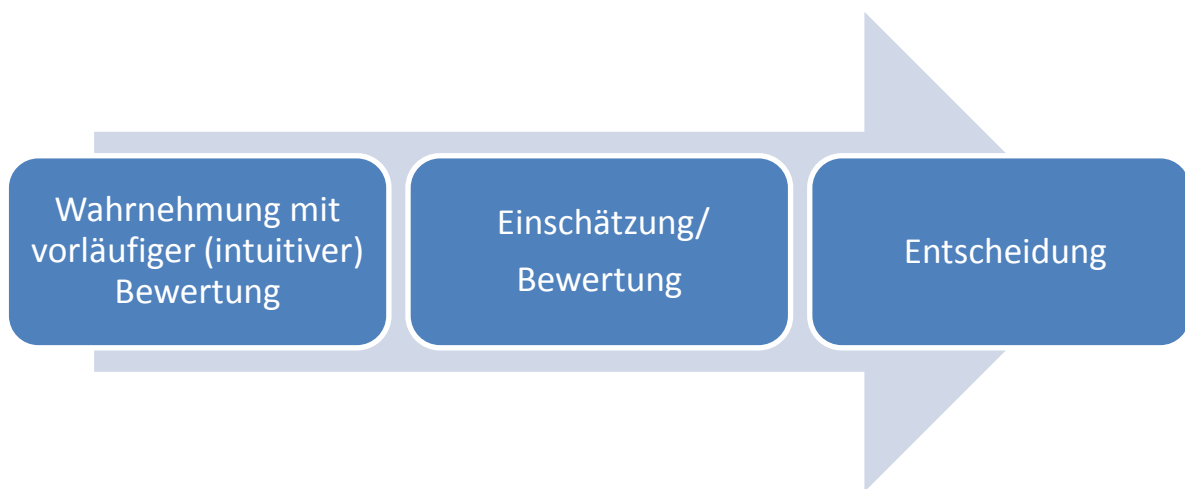 Wahrnehmung mit
vorläufiger (intuitiver)
Bewertung
Einschätzung/
Bewertung
Entscheidung